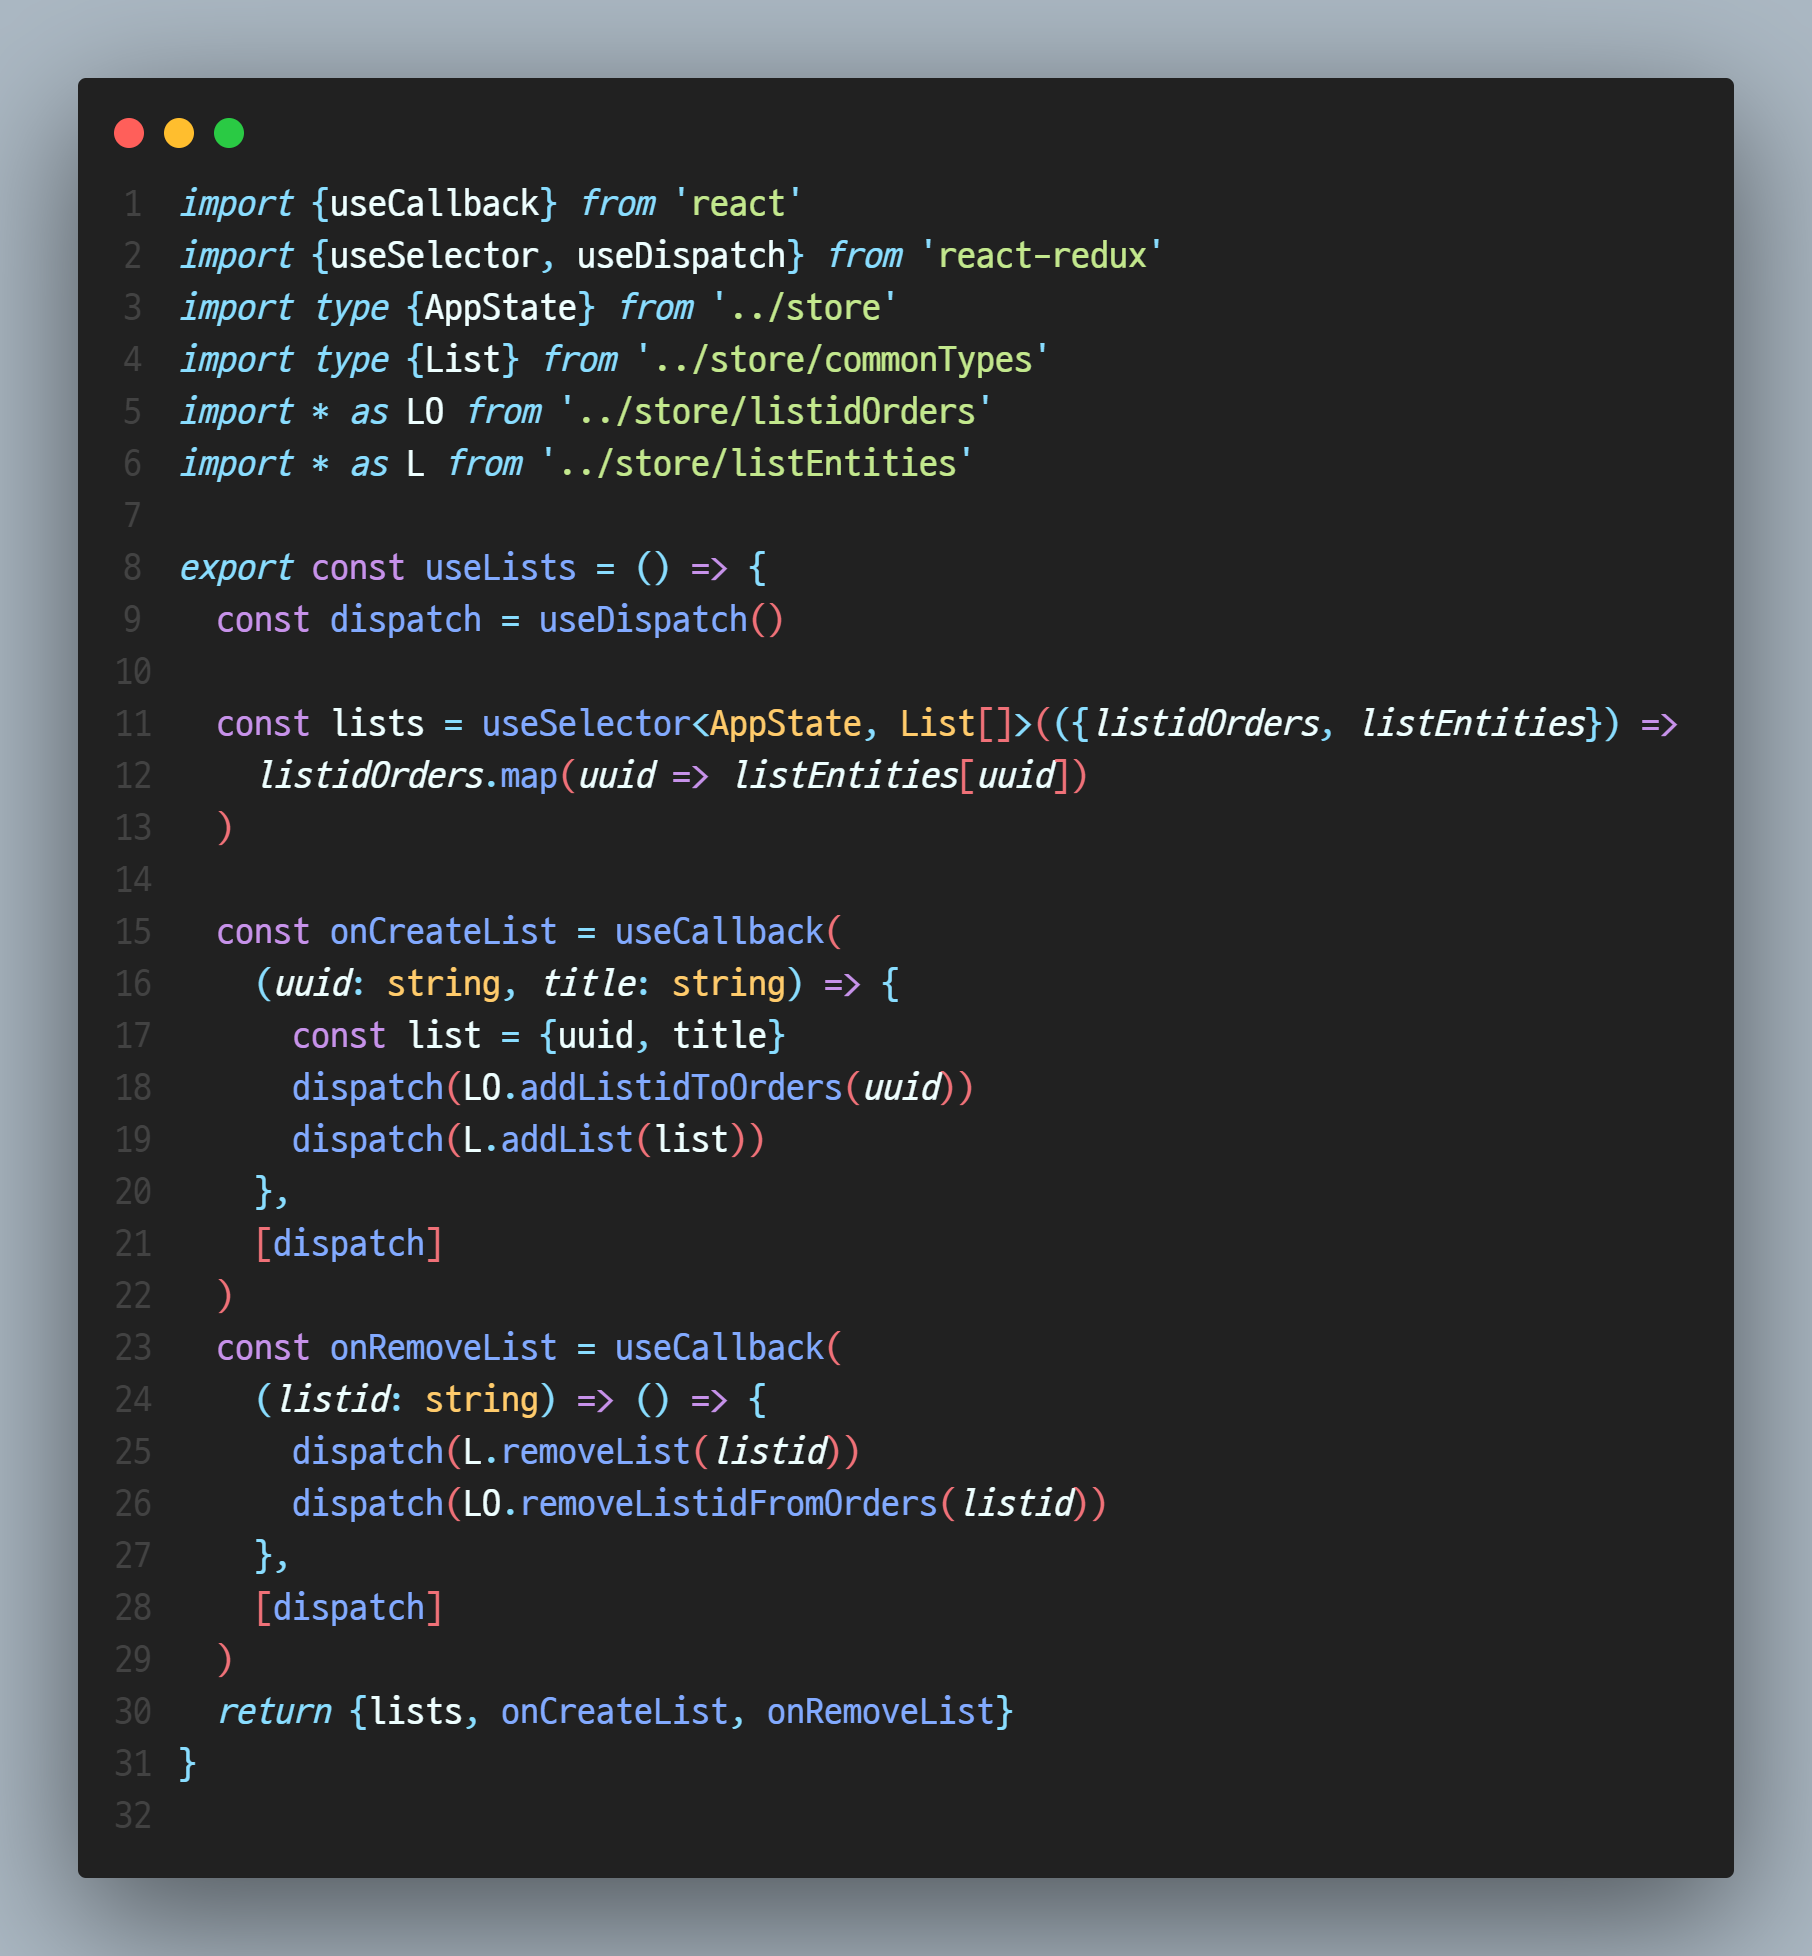 1 import {useCallback} from 'react'
2 import {useSelector, useDispatch} from 'react-redux'
3 import type {AppState} from '../store'
4 import type {List} from '../store/commonTypes'
5 import * as LO from '../store/listidOrders'
6 import * as L from '../store/listEntities'
7
8 export const useLists = () => {
9   const dispatch = useDispatch()
10
11   const lists = useSelector<AppState, List[]>(({listidOrders, listEntities}) =>
12     listidOrders.map(uuid => listEntities[uuid])
13   )
14
15   const onCreateList = useCallback(
16     (uuid: string, title: string) => {
17       const list = {uuid, title}
18       dispatch(LO.addListidToOrders(uuid))
19       dispatch(L.addList(list))
20     },
21     [dispatch]
22   )
23   const onRemoveList = useCallback(
24     (listid: string) => () => {
25       dispatch(L.removeList(listid))
26       dispatch(LO.removeListidFromOrders(listid))
27     },
28     [dispatch]
29   )
30   return {lists, onCreateList, onRemoveList}
31 }
32